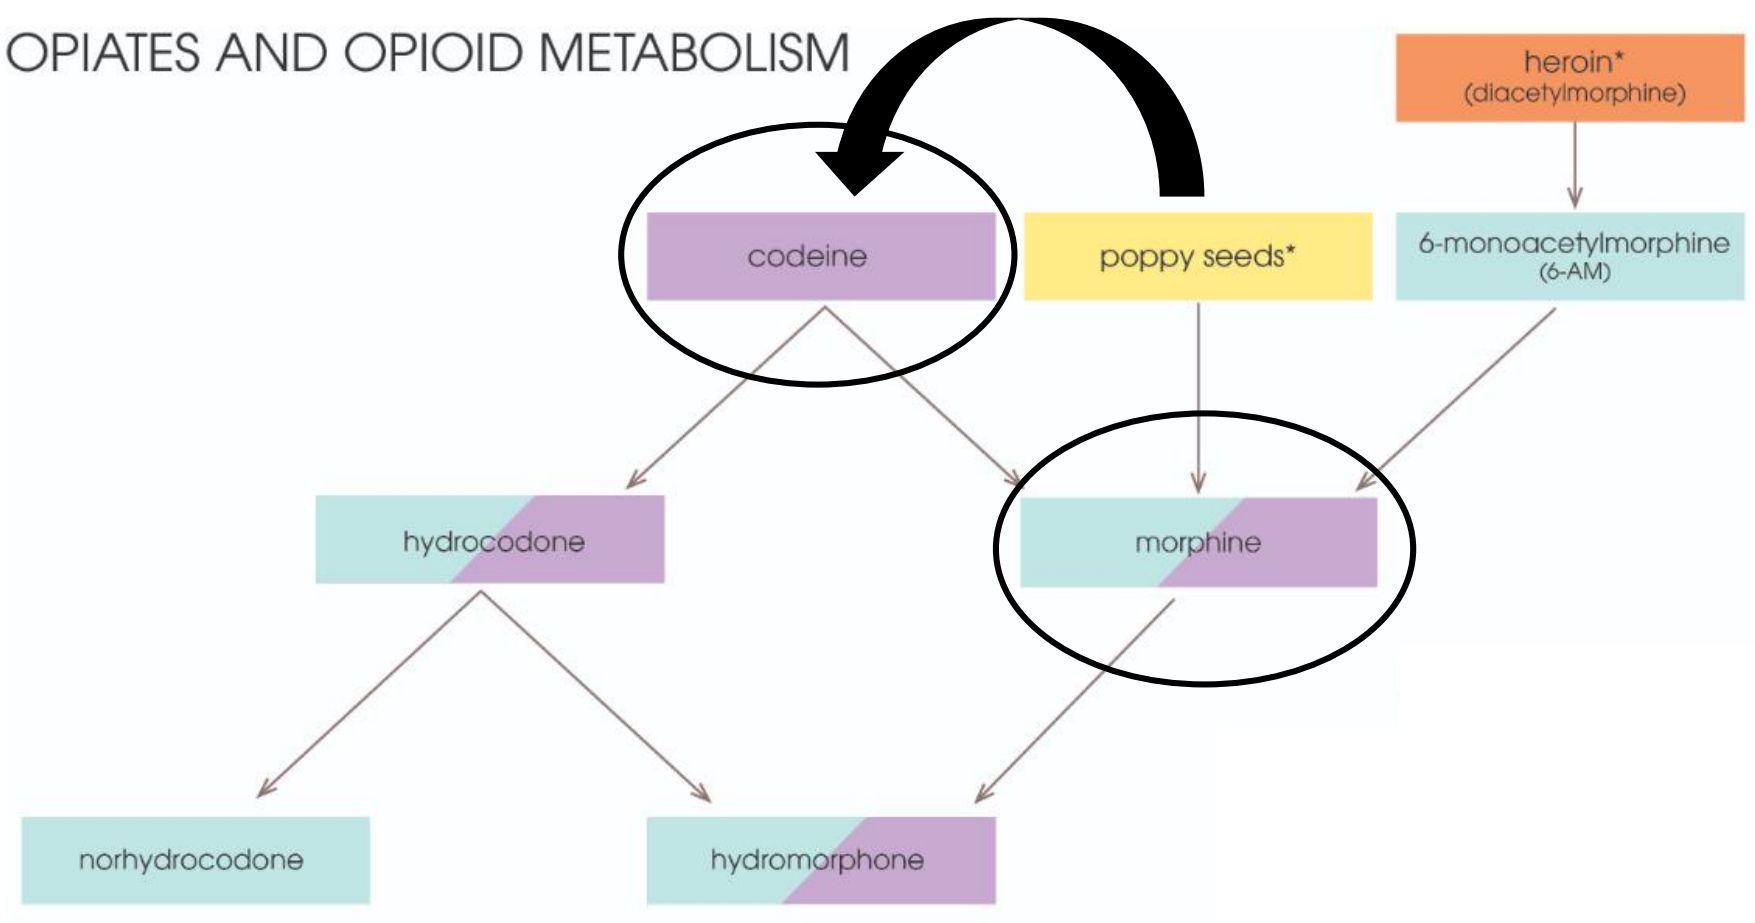 OPIATES AND OPIOID METABOLISM
heroin*
(diacetylmorphine)
codeine
poppy seeds*
6-monoacetylmorphine
(6-AM)
hydrocodone
morphine
norhydrocodone
hydromorphone